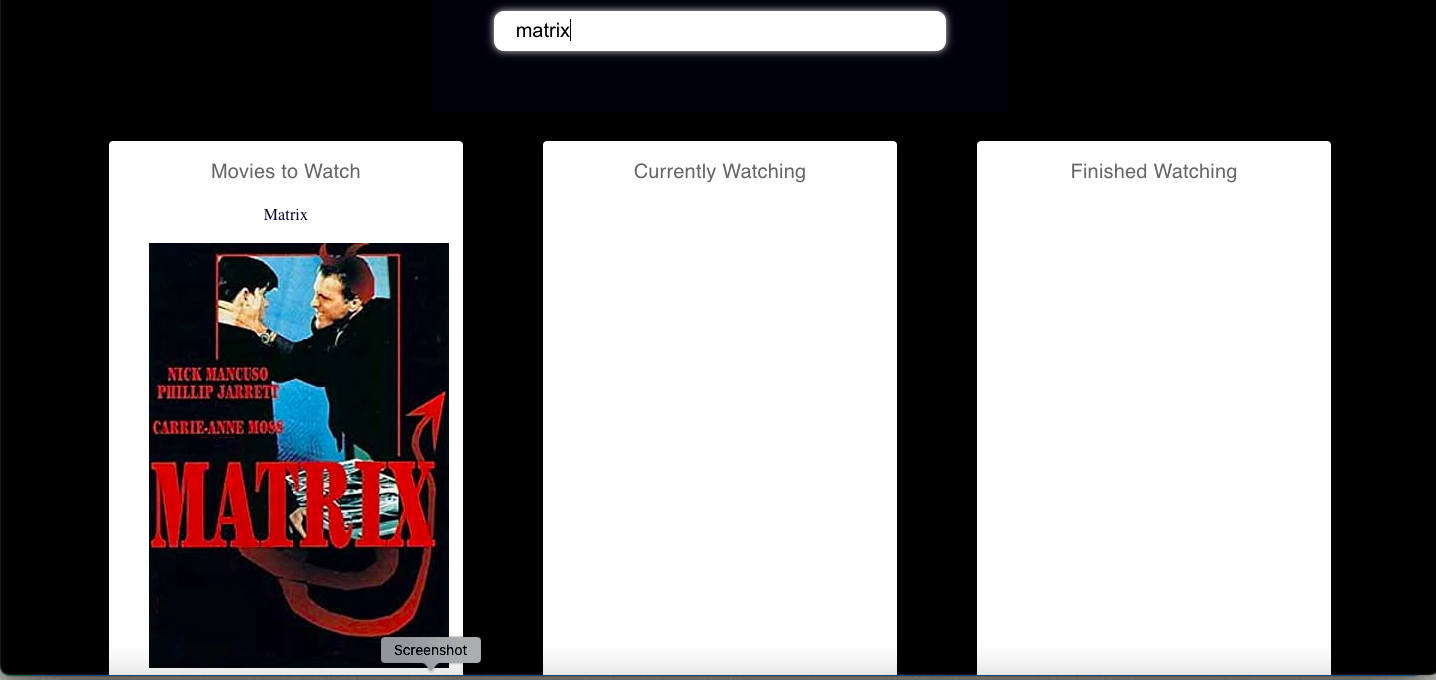 matrix
Movies to Watch
Currently Watching
Finished Watching
Matrix
NICK MANCUSO
PHILLIP JARRETT
CARRIE-ANNE MOSS
MATRIX
Screenshot